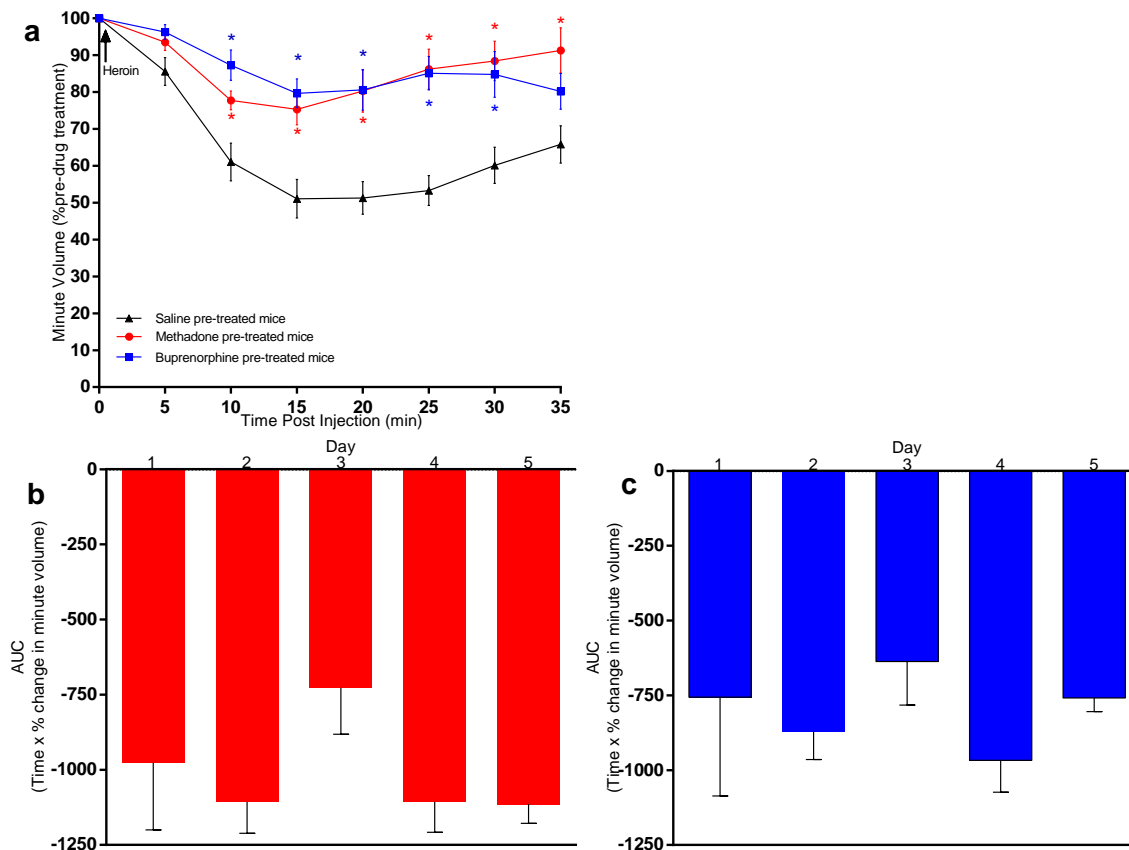 a
Minute Volume (%pre-drug treatment)
100
90
80
70
60
50
40
30
20
10
0
* * * * * *
* * * * *
Heroin
Saline pre-treated mice
Methadone pre-treated mice
Buprenorphine pre-treated mice
0 5 10 15 20 25 30 35
Time Post Injection (min)
b
Day
1 2 3 4 5
0
-250
-500
-750
-1000
-1250
AUC
(Time x % change in minute volume)
c
Day
1 2 3 4 5
0
-250
-500
-750
-1000
-1250
AUC
(Time x % change in minute volume)